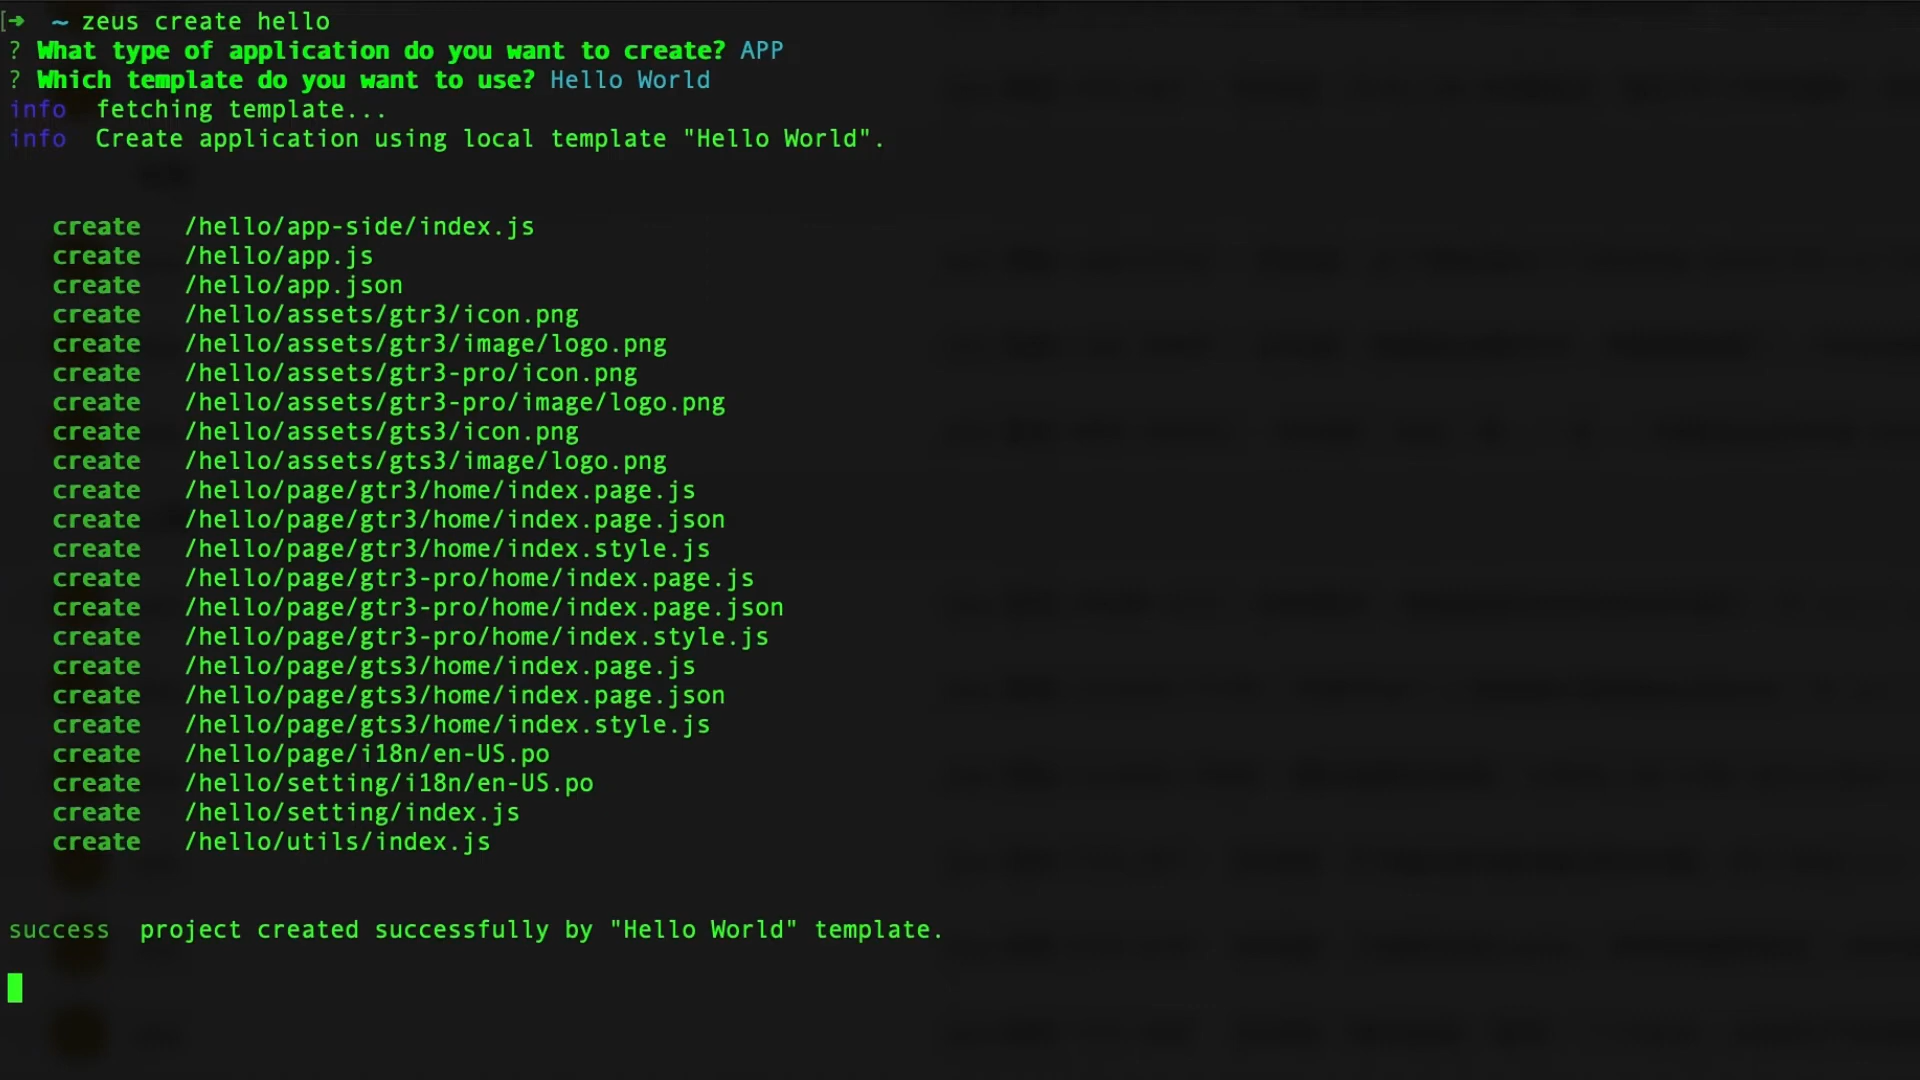 [➜ ~ zeus create hello
? What type of application do you want to create? APP
? Which template do you want to use? Hello World
info fetching template...
info Create application using local template "Hello World".
create /hello/app-side/index.js
create /hello/app.js
create /hello/app.json
create /hello/assets/gtr3/icon.png
create /hello/assets/gtr3/image/logo.png
create /hello/assets/gtr3-pro/icon.png
create /hello/assets/gtr3-pro/image/logo.png
create /hello/assets/gts3/icon.png
create /hello/assets/gts3/image/logo.png
create /hello/page/gtr3/home/index.page.js
create /hello/page/gtr3/home/index.page.json
create /hello/page/gtr3/home/index.style.js
create /hello/page/gtr3-pro/home/index.page.js
create /hello/page/gtr3-pro/home/index.page.json
create /hello/page/gtr3-pro/home/index.style.js
create /hello/page/gts3/home/index.page.js
create /hello/page/gts3/home/index.page.json
create /hello/page/gts3/home/index.style.js
create /hello/page/i18n/en-US.po
create /hello/setting/i18n/en-US.po
create /hello/setting/index.js
create /hello/utils/index.js
success project created successfully by "Hello World" template.